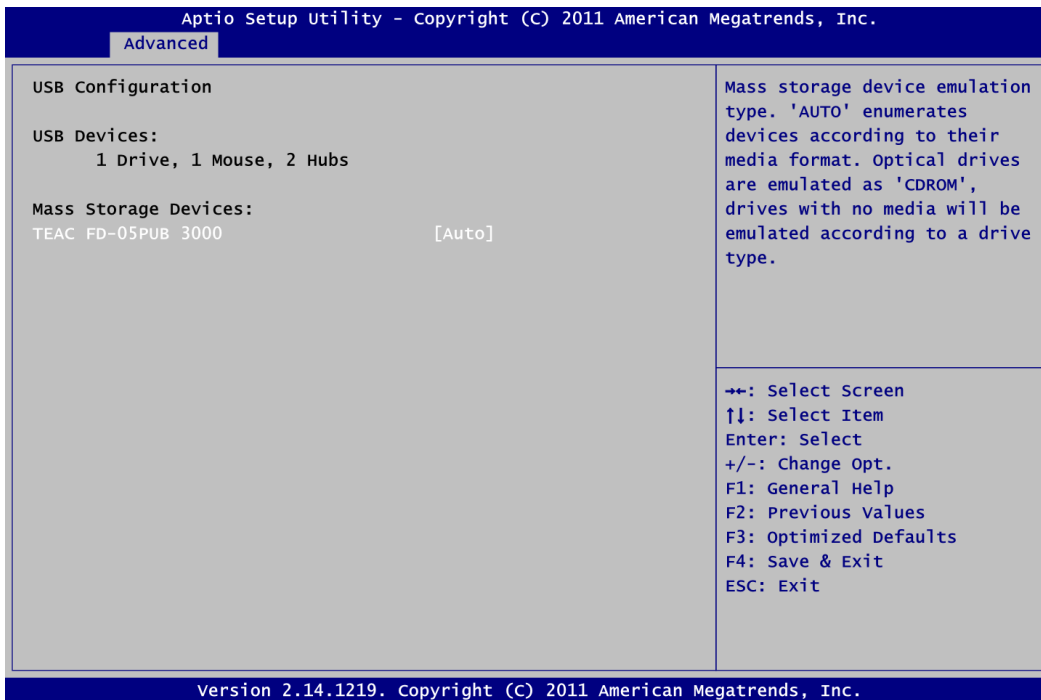 Aptio Setup Utility - Copyright (C) 2011 American Megatrends, Inc.
Advanced
USB Configuration
USB Devices:
1 Drive, 1 Mouse, 2 Hubs
Mass Storage Devices:
TEAC FD-05PUB 3000 [Auto]
Mass storage device emulation
type. 'AUTO' enumerates
devices according to their
media format. Optical drives
are emulated as 'CDROM',
drives with no media will be
emulated according to a drive
type.
→←: Select Screen
↑↓: Select Item
Enter: Select
+/-: Change Opt.
F1: General Help
F2: Previous Values
F3: Optimized Defaults
F4: Save & Exit
ESC: Exit
Version 2.14.1219. Copyright (C) 2011 American Megatrends, Inc.